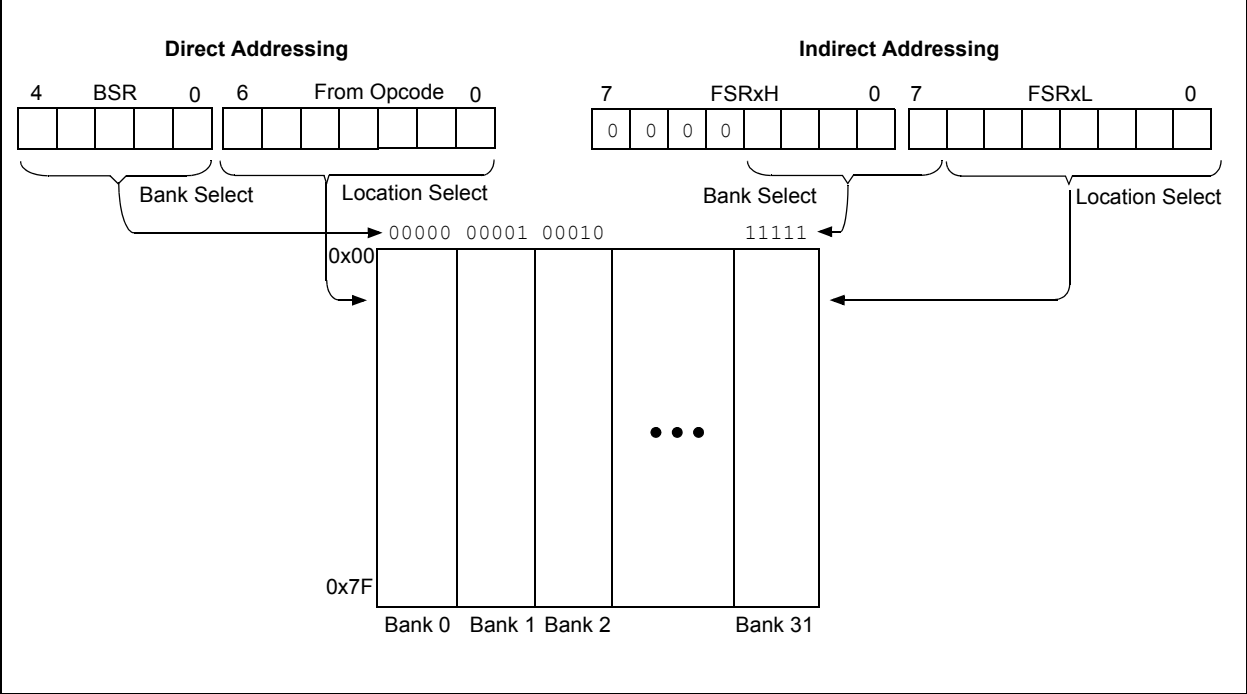 Direct Addressing Indirect Addressing
4 BSR 0 6 From Opcode 0 7 FSRxH 0 7 FSRxL 0
0 0 0 0
Bank Select Location Select Bank Select Location Select
00000 00001 00010 11111
0x00
0x7F
Bank 0 Bank 1 Bank 2 Bank 31